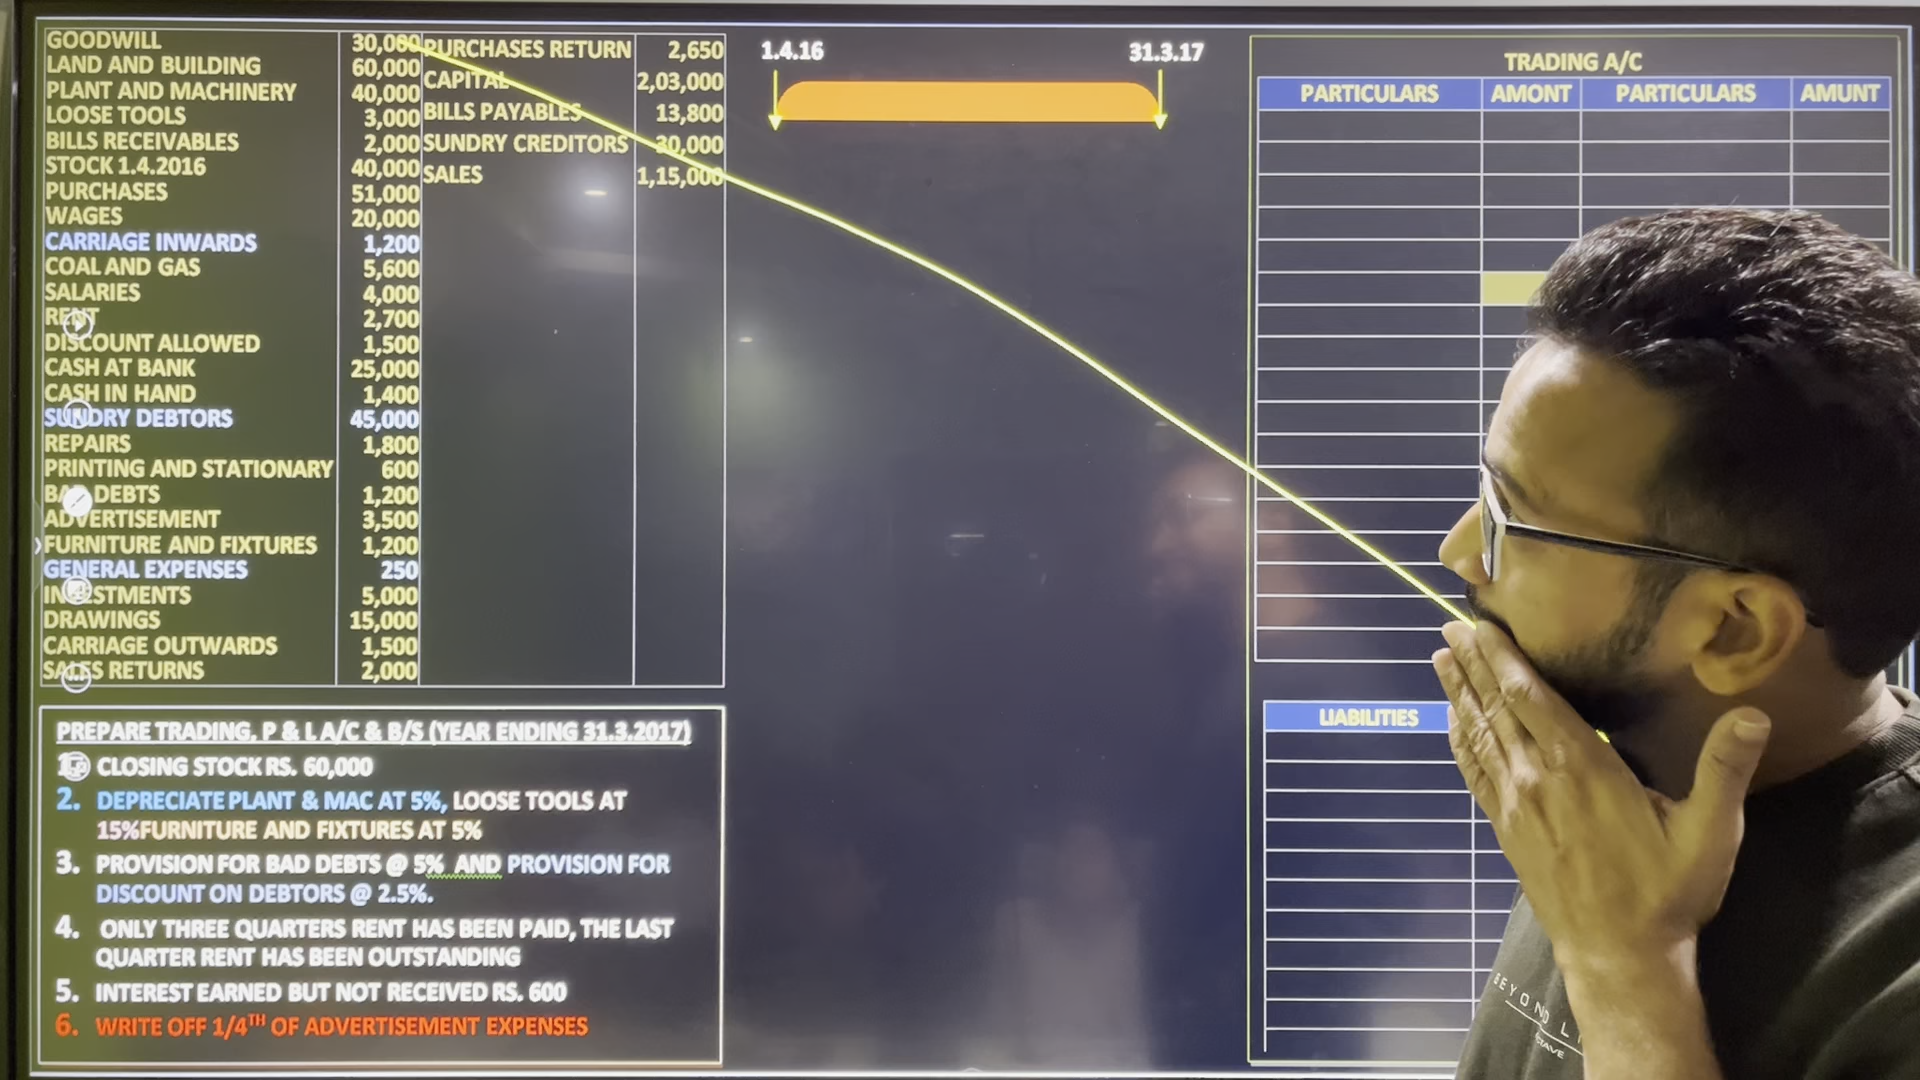 GOODWILL 30,000
LAND AND BUILDING 60,000
PLANT AND MACHINERY 40,000
LOOSE TOOLS 3,000
BILLS RECEIVABLES 2,000
STOCK 1.4.2016 40,000
PURCHASES 51,000
WAGES 20,000
CARRIAGE INWARDS 1,200
COAL AND GAS 5,600
SALARIES 4,000
RENT 2,700
DISCOUNT ALLOWED 1,500
CASH AT BANK 25,000
CASH IN HAND 1,400
SUNDRY DEBTORS 45,000
REPAIRS 1,800
PRINTING AND STATIONARY 600
BAD DEBTS 1,200
ADVERTISEMENT 3,500
FURNITURE AND FIXTURES 1,200
GENERAL EXPENSES 250
INVESTMENTS 5,000
DRAWINGS 15,000
CARRIAGE OUTWARDS 1,500
SALES RETURNS 2,000
PURCHASES RETURN 2,650
CAPITAL 2,03,000
BILLS PAYABLES 13,800
SUNDRY CREDITORS 30,000
SALES 1,15,000
1.4.16 31.3.17
TRADING A/C
PARTICULARS AMONT PARTICULARS AMUNT
LIABILITIES
PREPARE TRADING, P & L A/C & B/S (YEAR ENDING 31.3.2017)
1. CLOSING STOCK RS. 60,000
2. DEPRECIATE PLANT & MAC AT 5%, LOOSE TOOLS AT
15%FURNITURE AND FIXTURES AT 5%
3. PROVISION FOR BAD DEBTS @ 5% AND PROVISION FOR
DISCOUNT ON DEBTORS @ 2.5%.
4. ONLY THREE QUARTERS RENT HAS BEEN PAID, THE LAST
QUARTER RENT HAS BEEN OUTSTANDING
5. INTEREST EARNED BUT NOT RECEIVED RS. 600
6. WRITE OFF 1/4TH OF ADVERTISEMENT EXPENSES
BEYOND